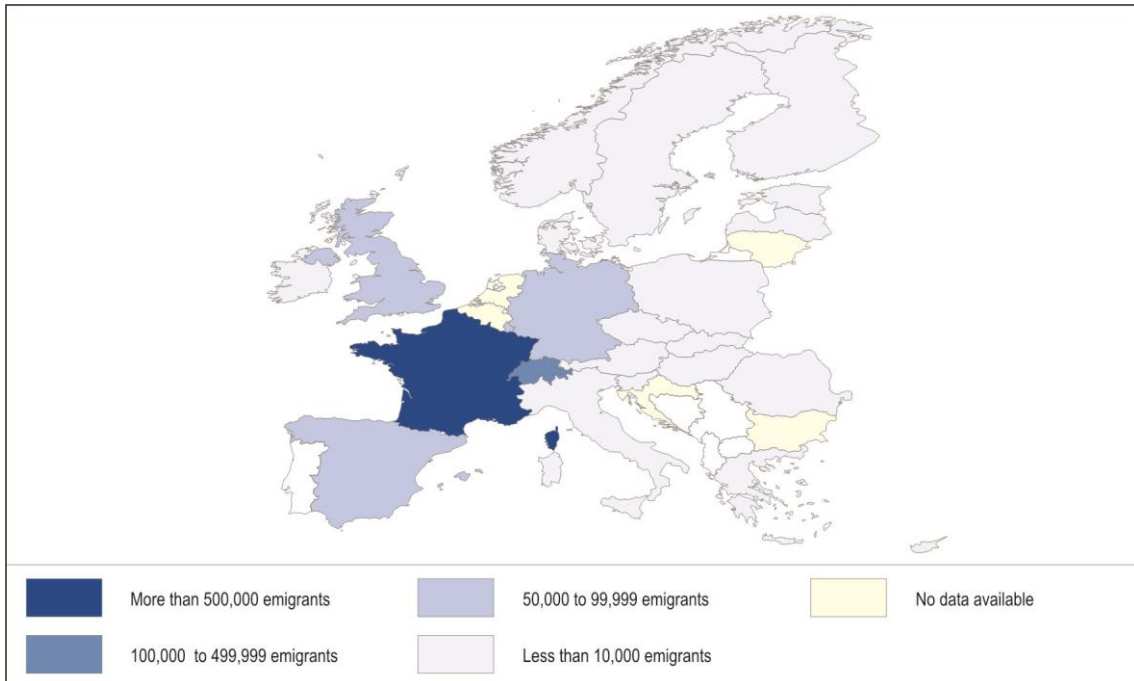 More than 500,000 emigrants
50,000 to 99,999 emigrants
No data available
100,000 to 499,999 emigrants
Less than 10,000 emigrants